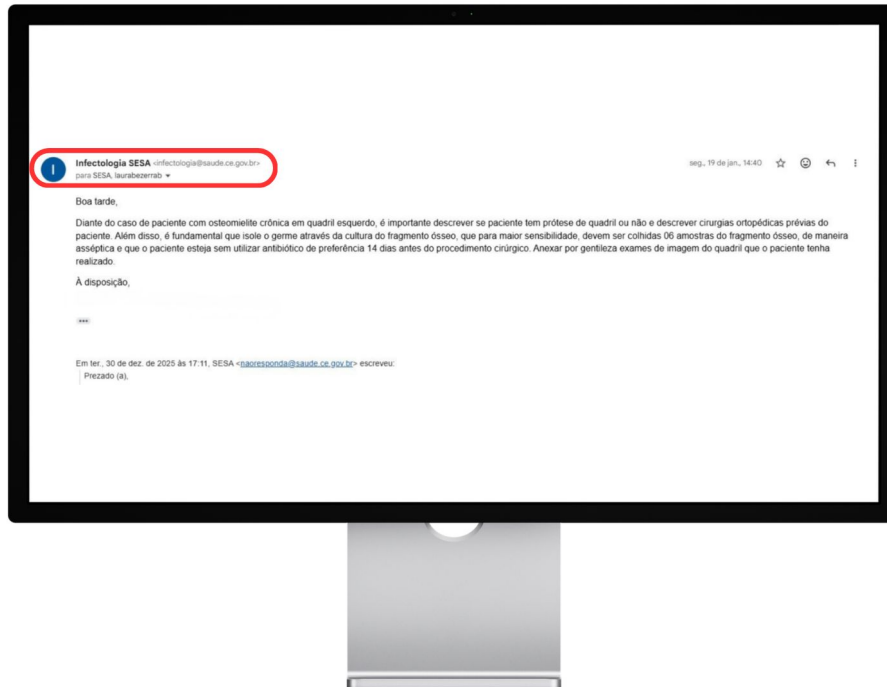 I
Infectologia SESA <infectologia@saude.ce.gov.br>
seg., 19 de jan., 14:40
para SESA, laurabezerrab
Boa tarde,
Diante do caso de paciente com osteomielite crônica em quadril esquerdo, é importante descrever se paciente tem prótese de quadril ou não e descrever cirurgias ortopédicas prévias do
paciente. Além disso, é fundamental que isole o germe através da cultura do fragmento ósseo, que para maior sensibilidade, devem ser colhidas 06 amostras do fragmento ósseo, de maneira
asséptica e que o paciente esteja sem utilizar antibiótico de preferência 14 dias antes do procedimento cirúrgico. Anexar por gentileza exames de imagem do quadril que o paciente tenha
realizado.
À disposição,
Em ter., 30 de dez. de 2025 às 17:11, SESA <naoresponda@saude.ce.gov.br> escreveu:
Prezado (a),